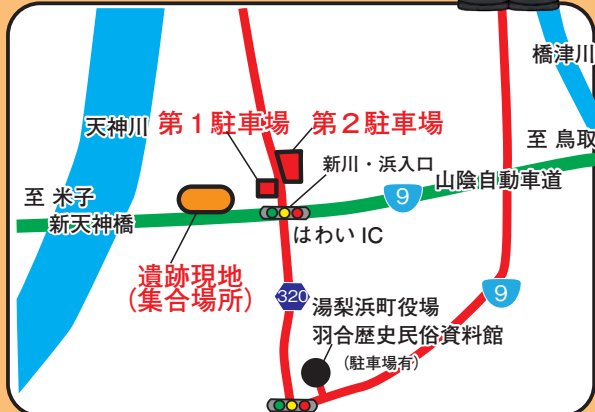 橋津川
天神川
第１駐車場
第２駐車場
至 鳥取
新川・浜入口
山陰自動車道
至 米子
9
新天神橋
はわい IC
遺跡現地
(集合場所)
320
9
湯梨浜町役場
羽合歴史民俗資料館
(駐車場有)